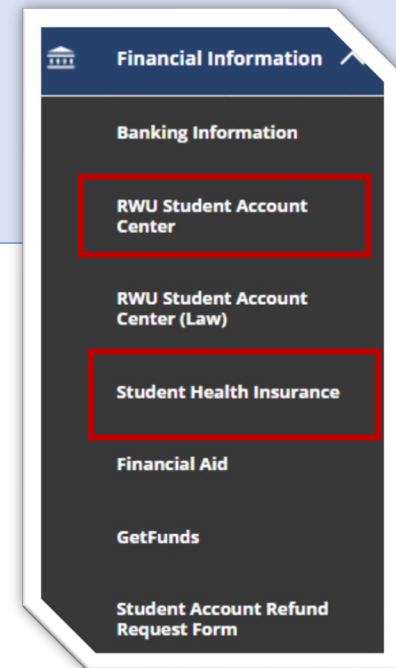 Financial Information
Banking Information
RWU Student Account
Center
RWU Student Account
Center (Law)
Student Health Insurance
Financial Aid
GetFunds
Student Account Refund
Request Form